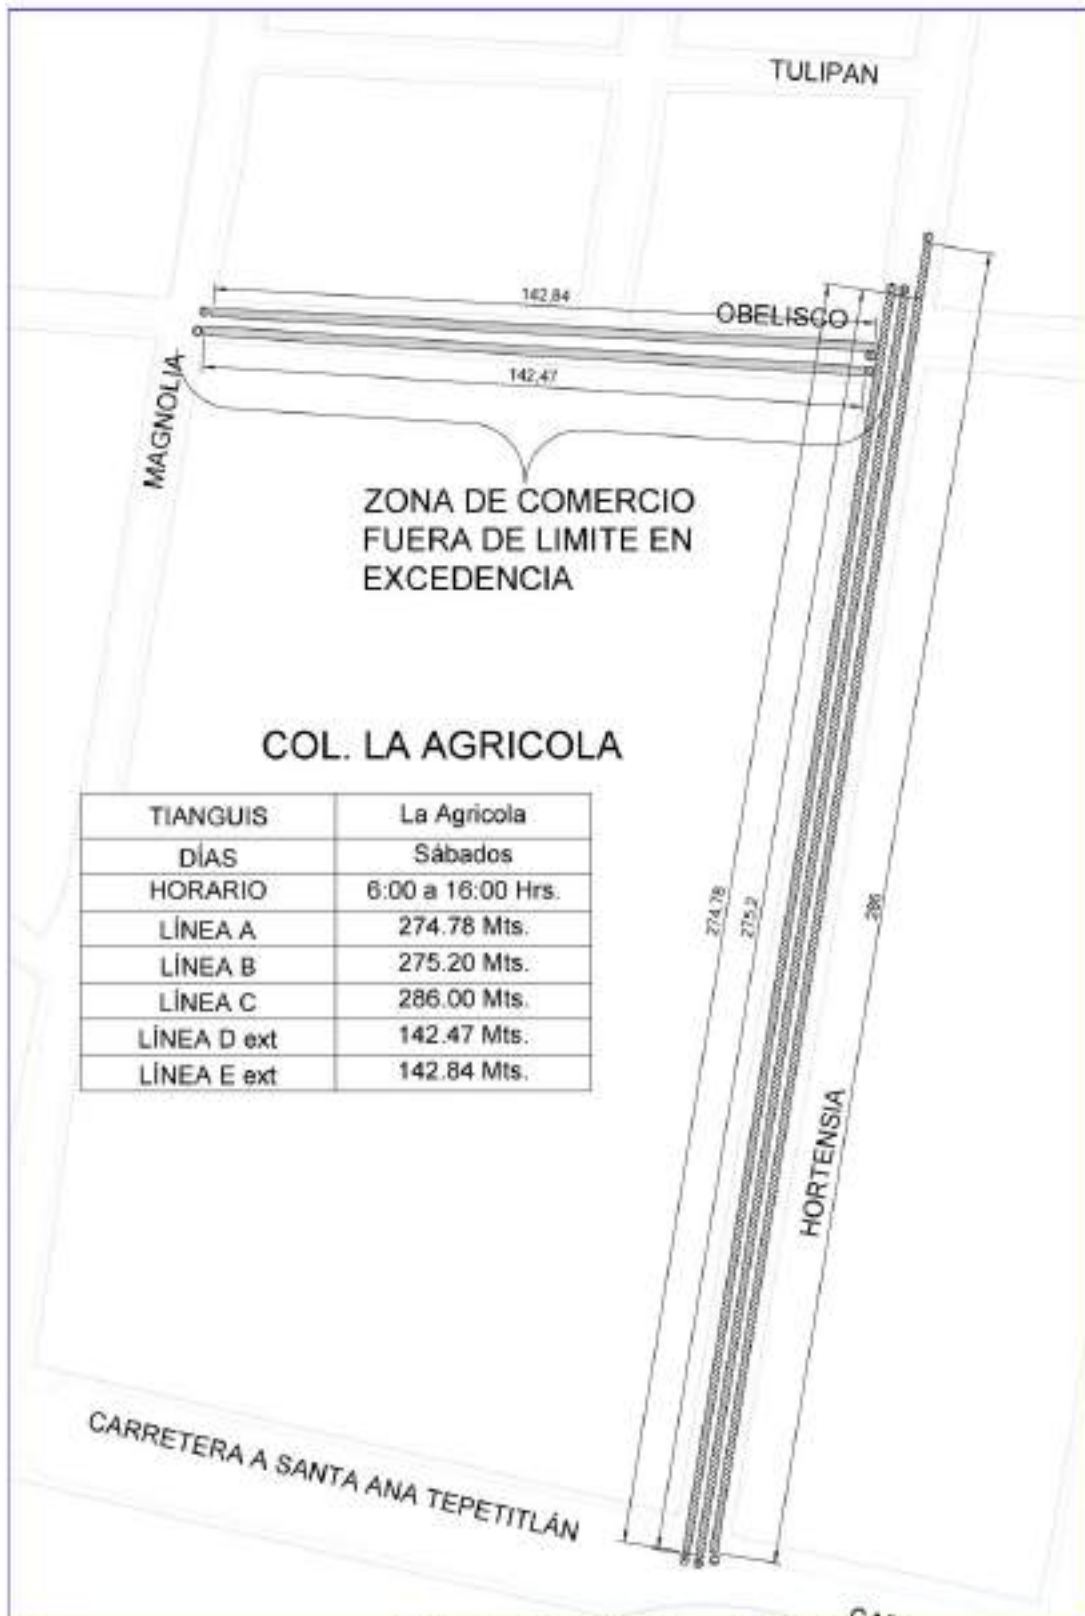 TULIPAN
142,84
OBELISCO
142,47
MAGNOLIA
ZONA DE COMERCIO
FUERA DE LIMITE EN
EXCEDENCIA
COL. LA AGRICOLA
TIANGUIS La Agricola
DÍAS Sábados
HORARIO 6:00 a 16:00 Hrs.
LÍNEA A 274.78 Mts.
LÍNEA B 275.20 Mts.
LÍNEA C 286.00 Mts.
LÍNEA D ext 142.47 Mts.
LÍNEA E ext 142.84 Mts.
274,78
275,2
286
HORTENSIA
CARRETERA A SANTA ANA TEPETITLÁN